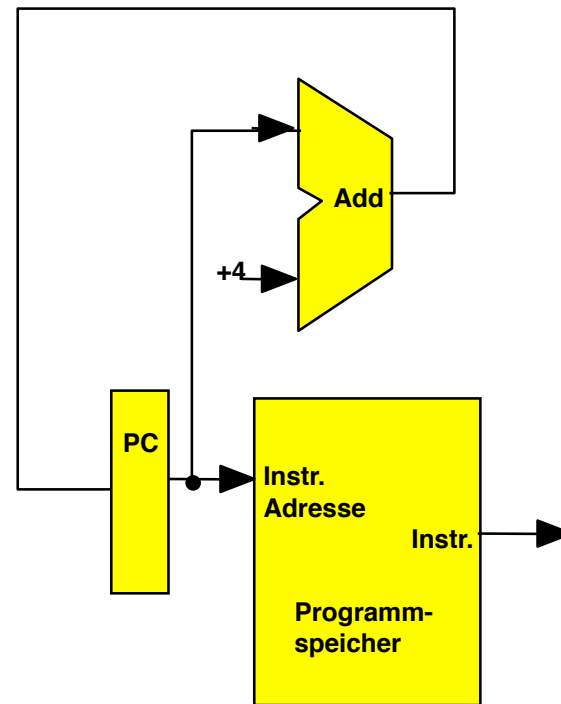 Add
+4
PC
Instr.
Adresse
Instr.
Programm-
speicher